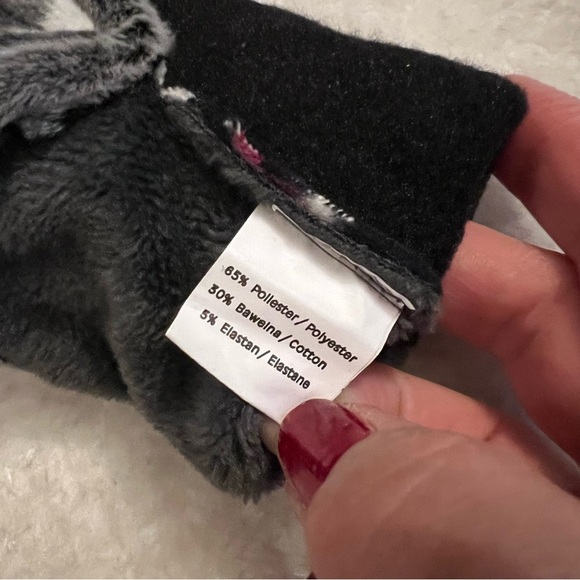 65% Poliester / Polyester
30% Bawełna / Cotton
5% Elastan / Elastane